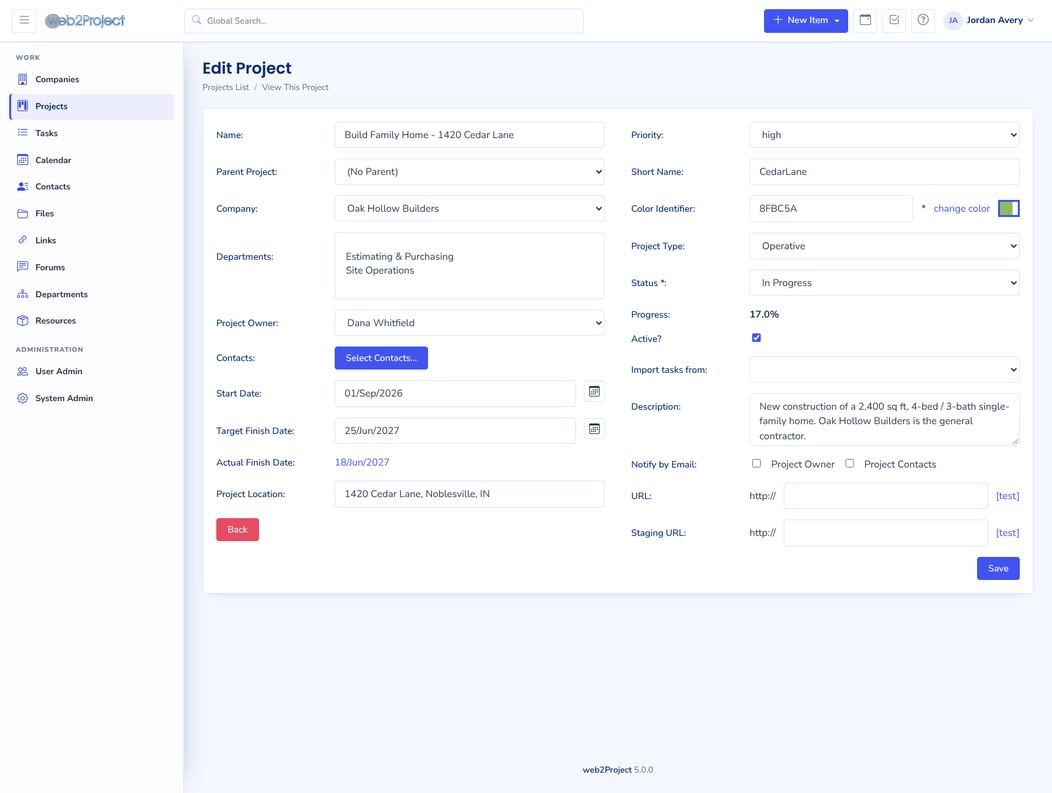 web2Project
Global Search...
New Item
JA
Jordan Avery
WORK
Companies
Projects
Tasks
Calendar
Contacts
Files
Links
Forums
Departments
Resources
ADMINISTRATION
User Admin
System Admin
Edit Project
Projects List / View This Project
Name:
Build Family Home - 1420 Cedar Lane
Parent Project:
(No Parent)
Company:
Oak Hollow Builders
Departments:
Estimating & Purchasing
Site Operations
Project Owner:
Dana Whitfield
Contacts:
Select Contacts...
Start Date:
01/Sep/2026
Target Finish Date:
25/Jun/2027
Actual Finish Date:
18/Jun/2027
Project Location:
1420 Cedar Lane, Noblesville, IN
Back
Priority:
high
Short Name:
CedarLane
Color Identifier:
8FBC5A
* change color
Project Type:
Operative
Status *:
In Progress
Progress:
17.0%
Active?
Import tasks from:
Description:
New construction of a 2,400 sq ft, 4-bed / 3-bath single-
family home. Oak Hollow Builders is the general
contractor.
Notify by Email:
Project Owner
Project Contacts
URL:
http://
[test]
Staging URL:
http://
[test]
Save
web2Project 5.0.0